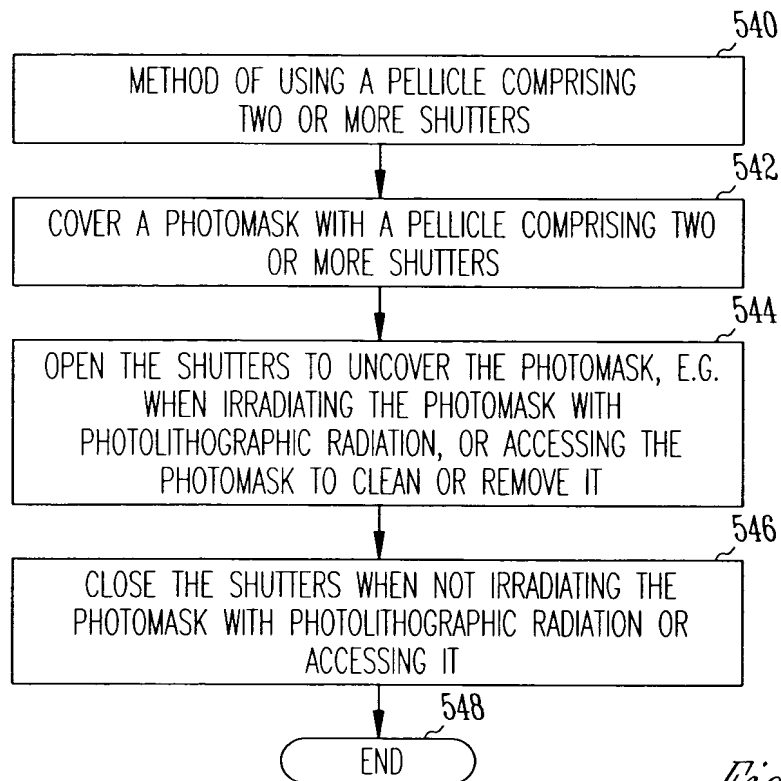 540
METHOD OF USING A PELLICLE COMPRISING
TWO OR MORE SHUTTERS
542
COVER A PHOTOMASK WITH A PELLICLE COMPRISING TWO
OR MORE SHUTTERS
544
OPEN THE SHUTTERS TO UNCOVER THE PHOTOMASK, E.G.
WHEN IRRADIATING THE PHOTOMASK WITH
PHOTOLITHOGRAPHIC RADIATION, OR ACCESSING THE
PHOTOMASK TO CLEAN OR REMOVE IT
546
CLOSE THE SHUTTERS WHEN NOT IRRADIATING THE
PHOTOMASK WITH PHOTOLITHOGRAPHIC RADIATION OR
ACCESSING IT
548
END